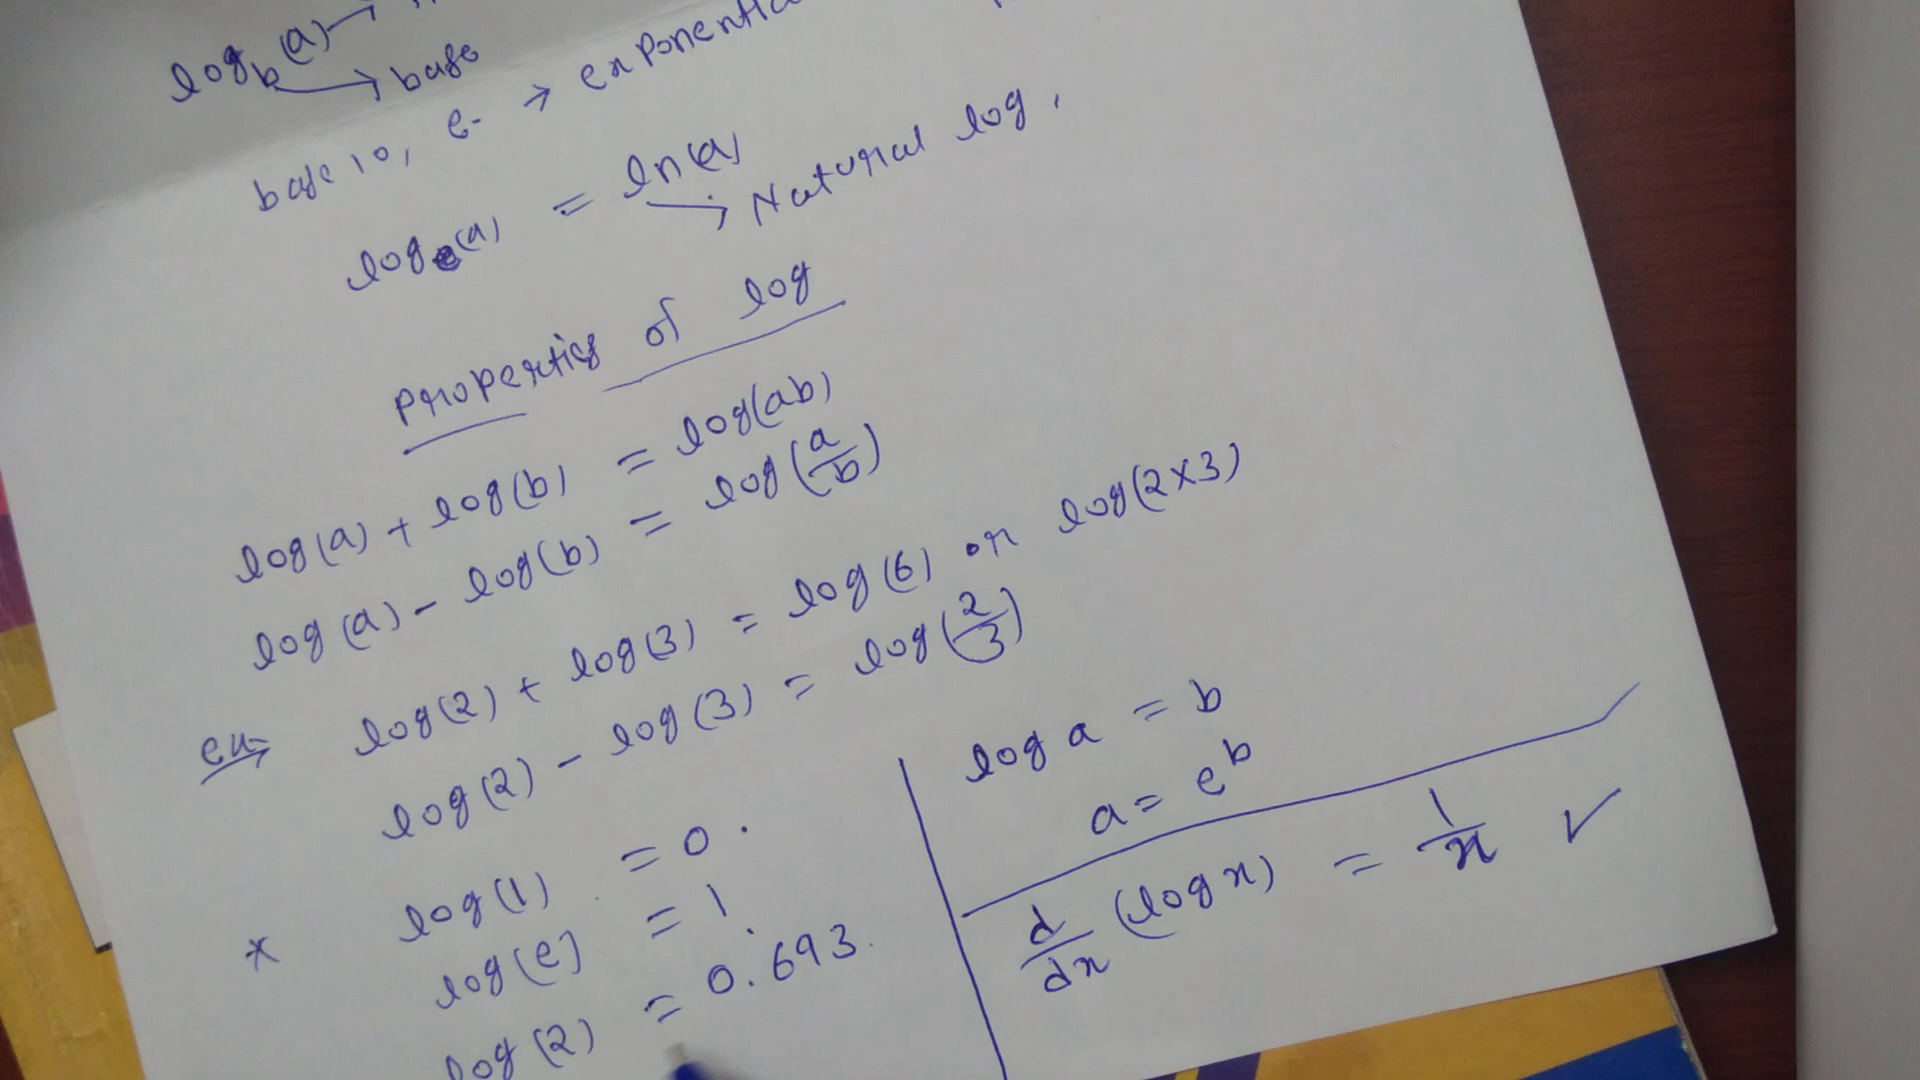 log_b(a) →
→ base
base 10, e → exponential
log_e(a) = ln(a)
→ Natural log.
Properties of log
log(a) + log(b) = log(ab)
log(a) - log(b) = log(a/b)
ex→ log(2) + log(3) = log(6) or log(2×3)
log(2) - log(3) = log(2/3)
* log(1) = 0.
log(e) = 1.
log(2) = 0.693.
log a = b
a = e^b
d/dx (log x) = 1/x ✓